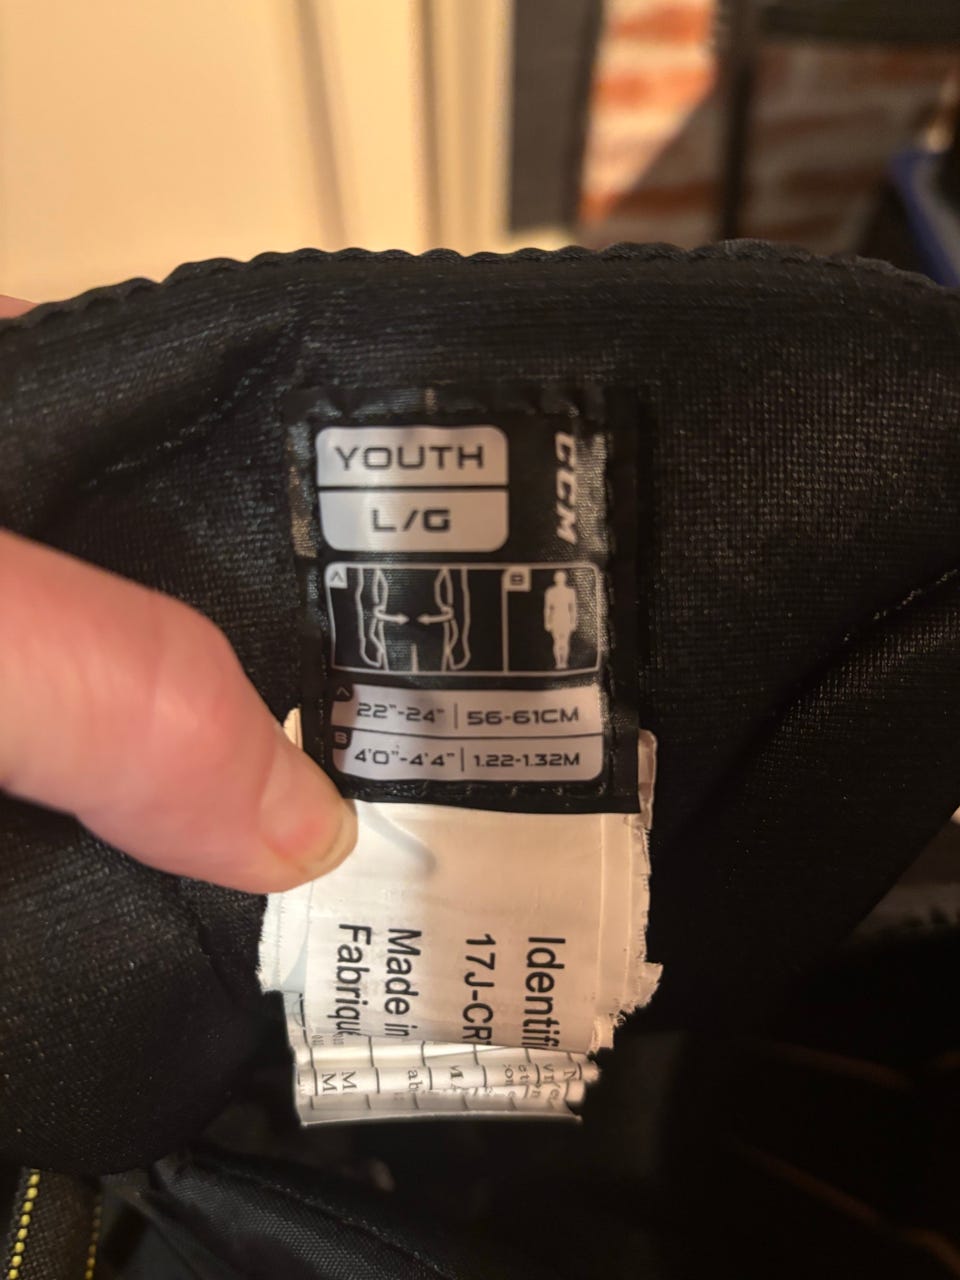 YOUTH
L/G
CCM
A
B
A 22"-24" | 56-61CM
B 4'0"-4'4" | 1.22-1.32M
Identifi
17J-CR
Made in
Fabriqu
M
M